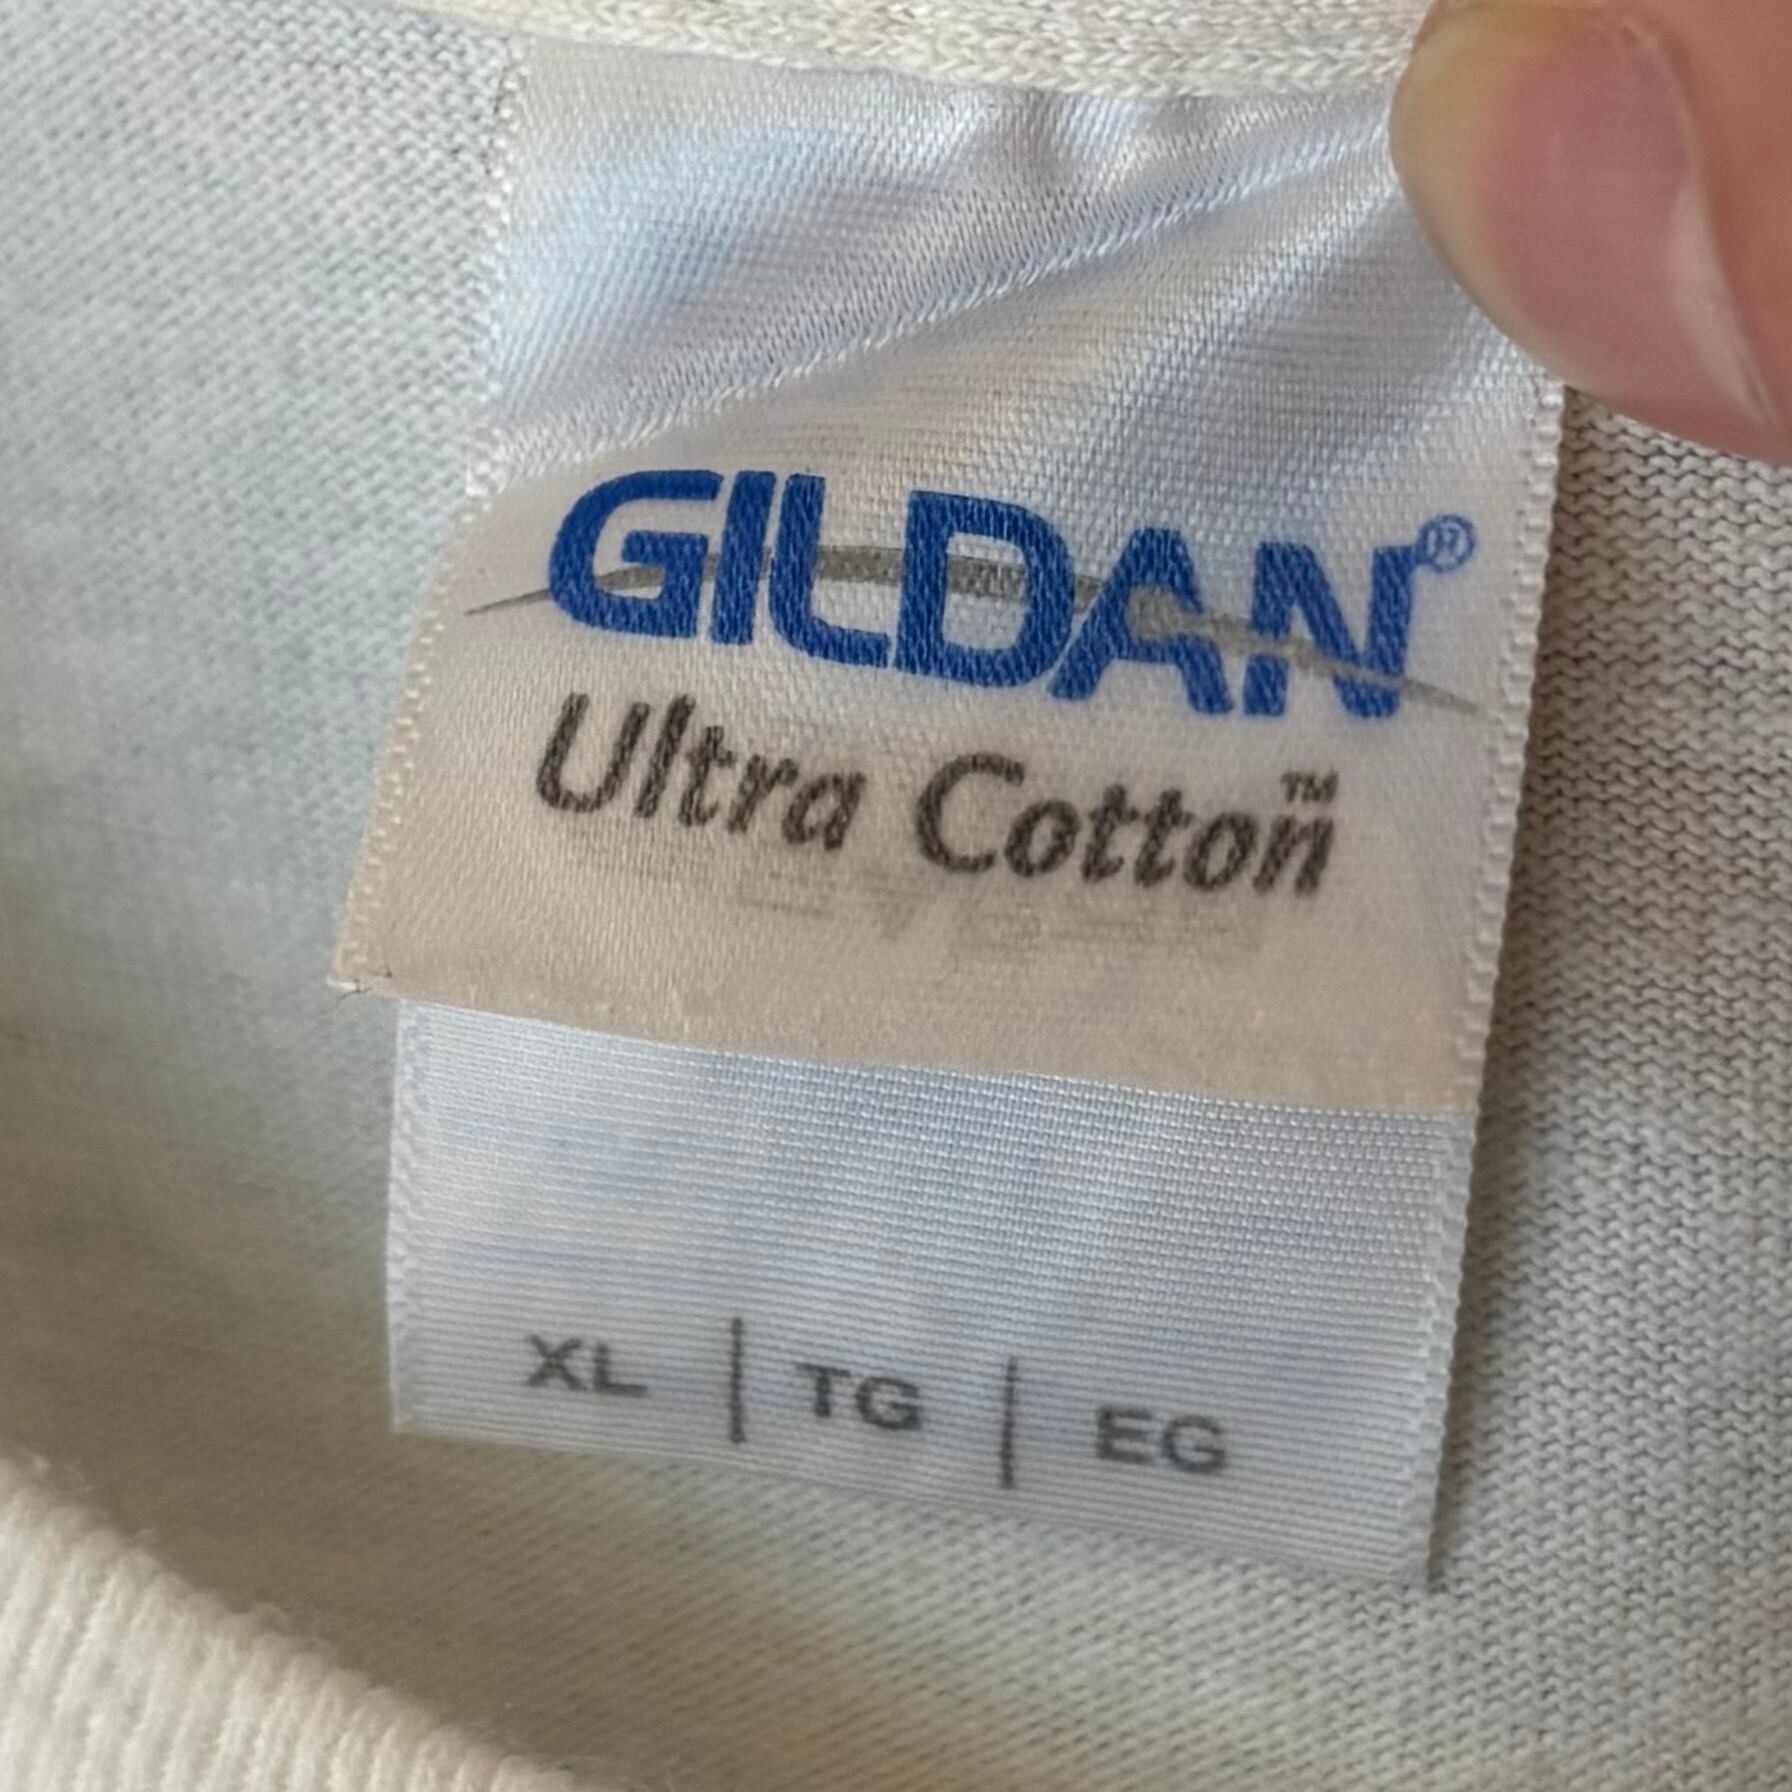 GILDAN®
Ultra Cotton™
XL | TG | EG